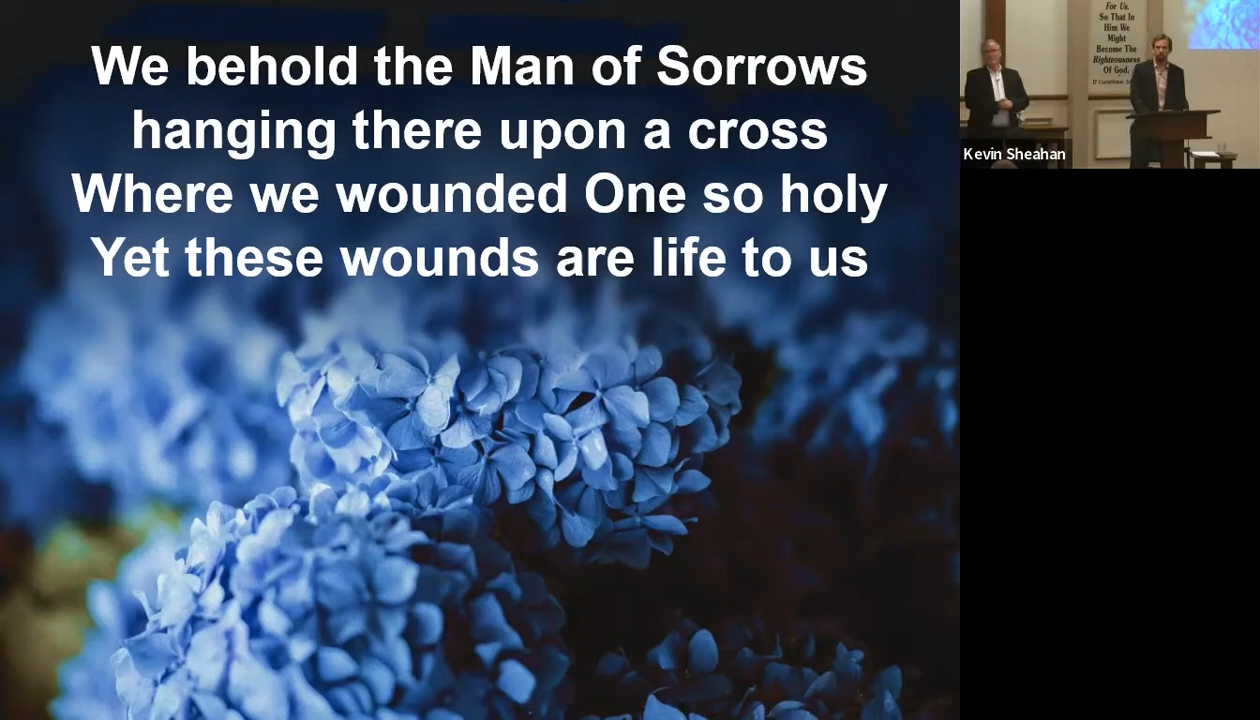 We behold the Man of Sorrows
hanging there upon a cross
Where we wounded One so holy
Yet these wounds are life to us
For Us.
So That In
Him We
Might
Become The
Righteousness
Of God.
Kevin Sheahan